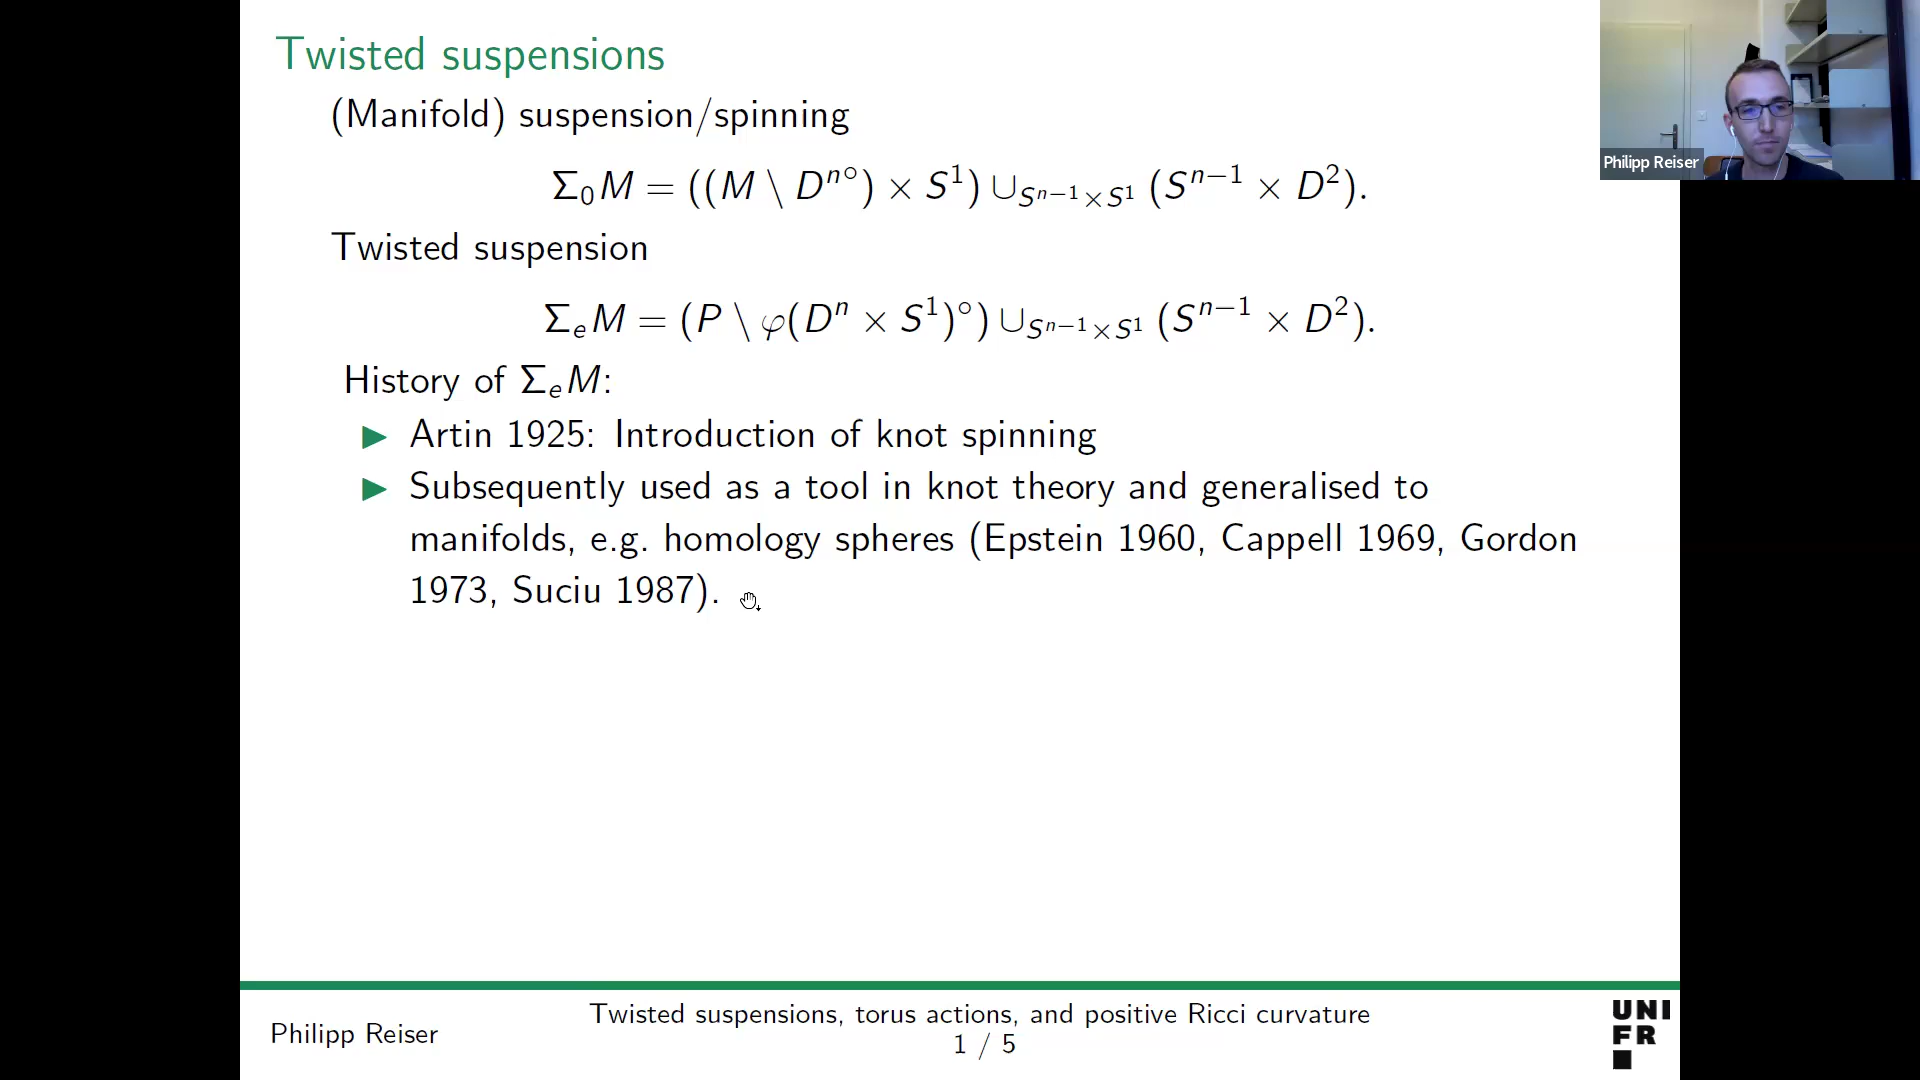 Twisted suspensions
(Manifold) suspension/spinning
Σ₀M = ((M \ Dⁿ°) × S¹) ∪_{Sⁿ⁻¹×S¹} (Sⁿ⁻¹ × D²).
Twisted suspension
ΣₑM = (P \ φ(Dⁿ × S¹)°) ∪_{Sⁿ⁻¹×S¹} (Sⁿ⁻¹ × D²).
History of ΣₑM:
▶ Artin 1925: Introduction of knot spinning
▶ Subsequently used as a tool in knot theory and generalised to
manifolds, e.g. homology spheres (Epstein 1960, Cappell 1969, Gordon
1973, Suciu 1987).
Philipp Reiser
Philipp Reiser
Twisted suspensions, torus actions, and positive Ricci curvature
1 / 5
UNI
FR